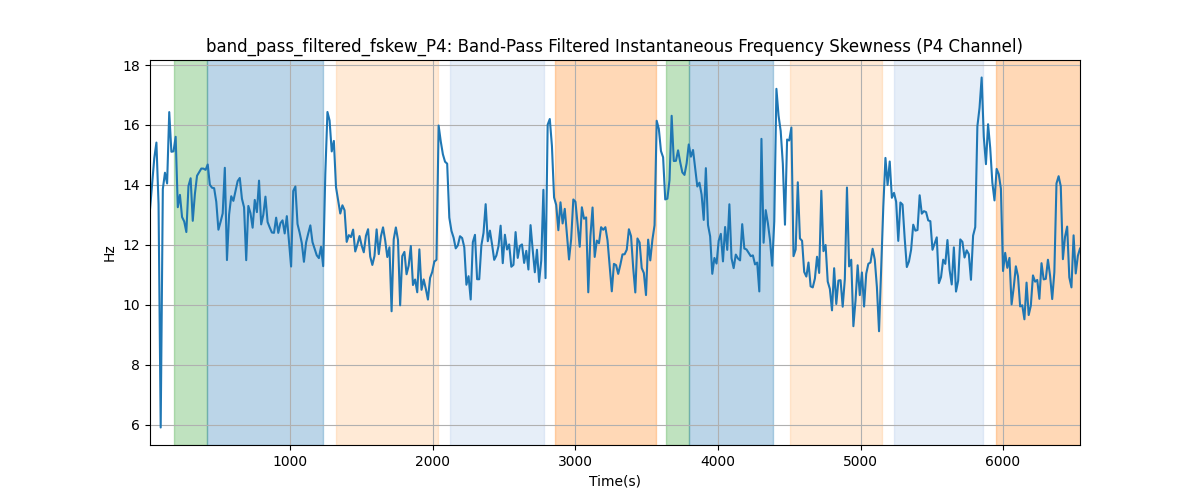 band_pass_filtered_fskew_P4: Band-Pass Filtered Instantaneous Frequency Skewness (P4 Channel)
18
16
14
12
10
8
6
Hz
1000 2000 3000 4000 5000 6000
Time(s)